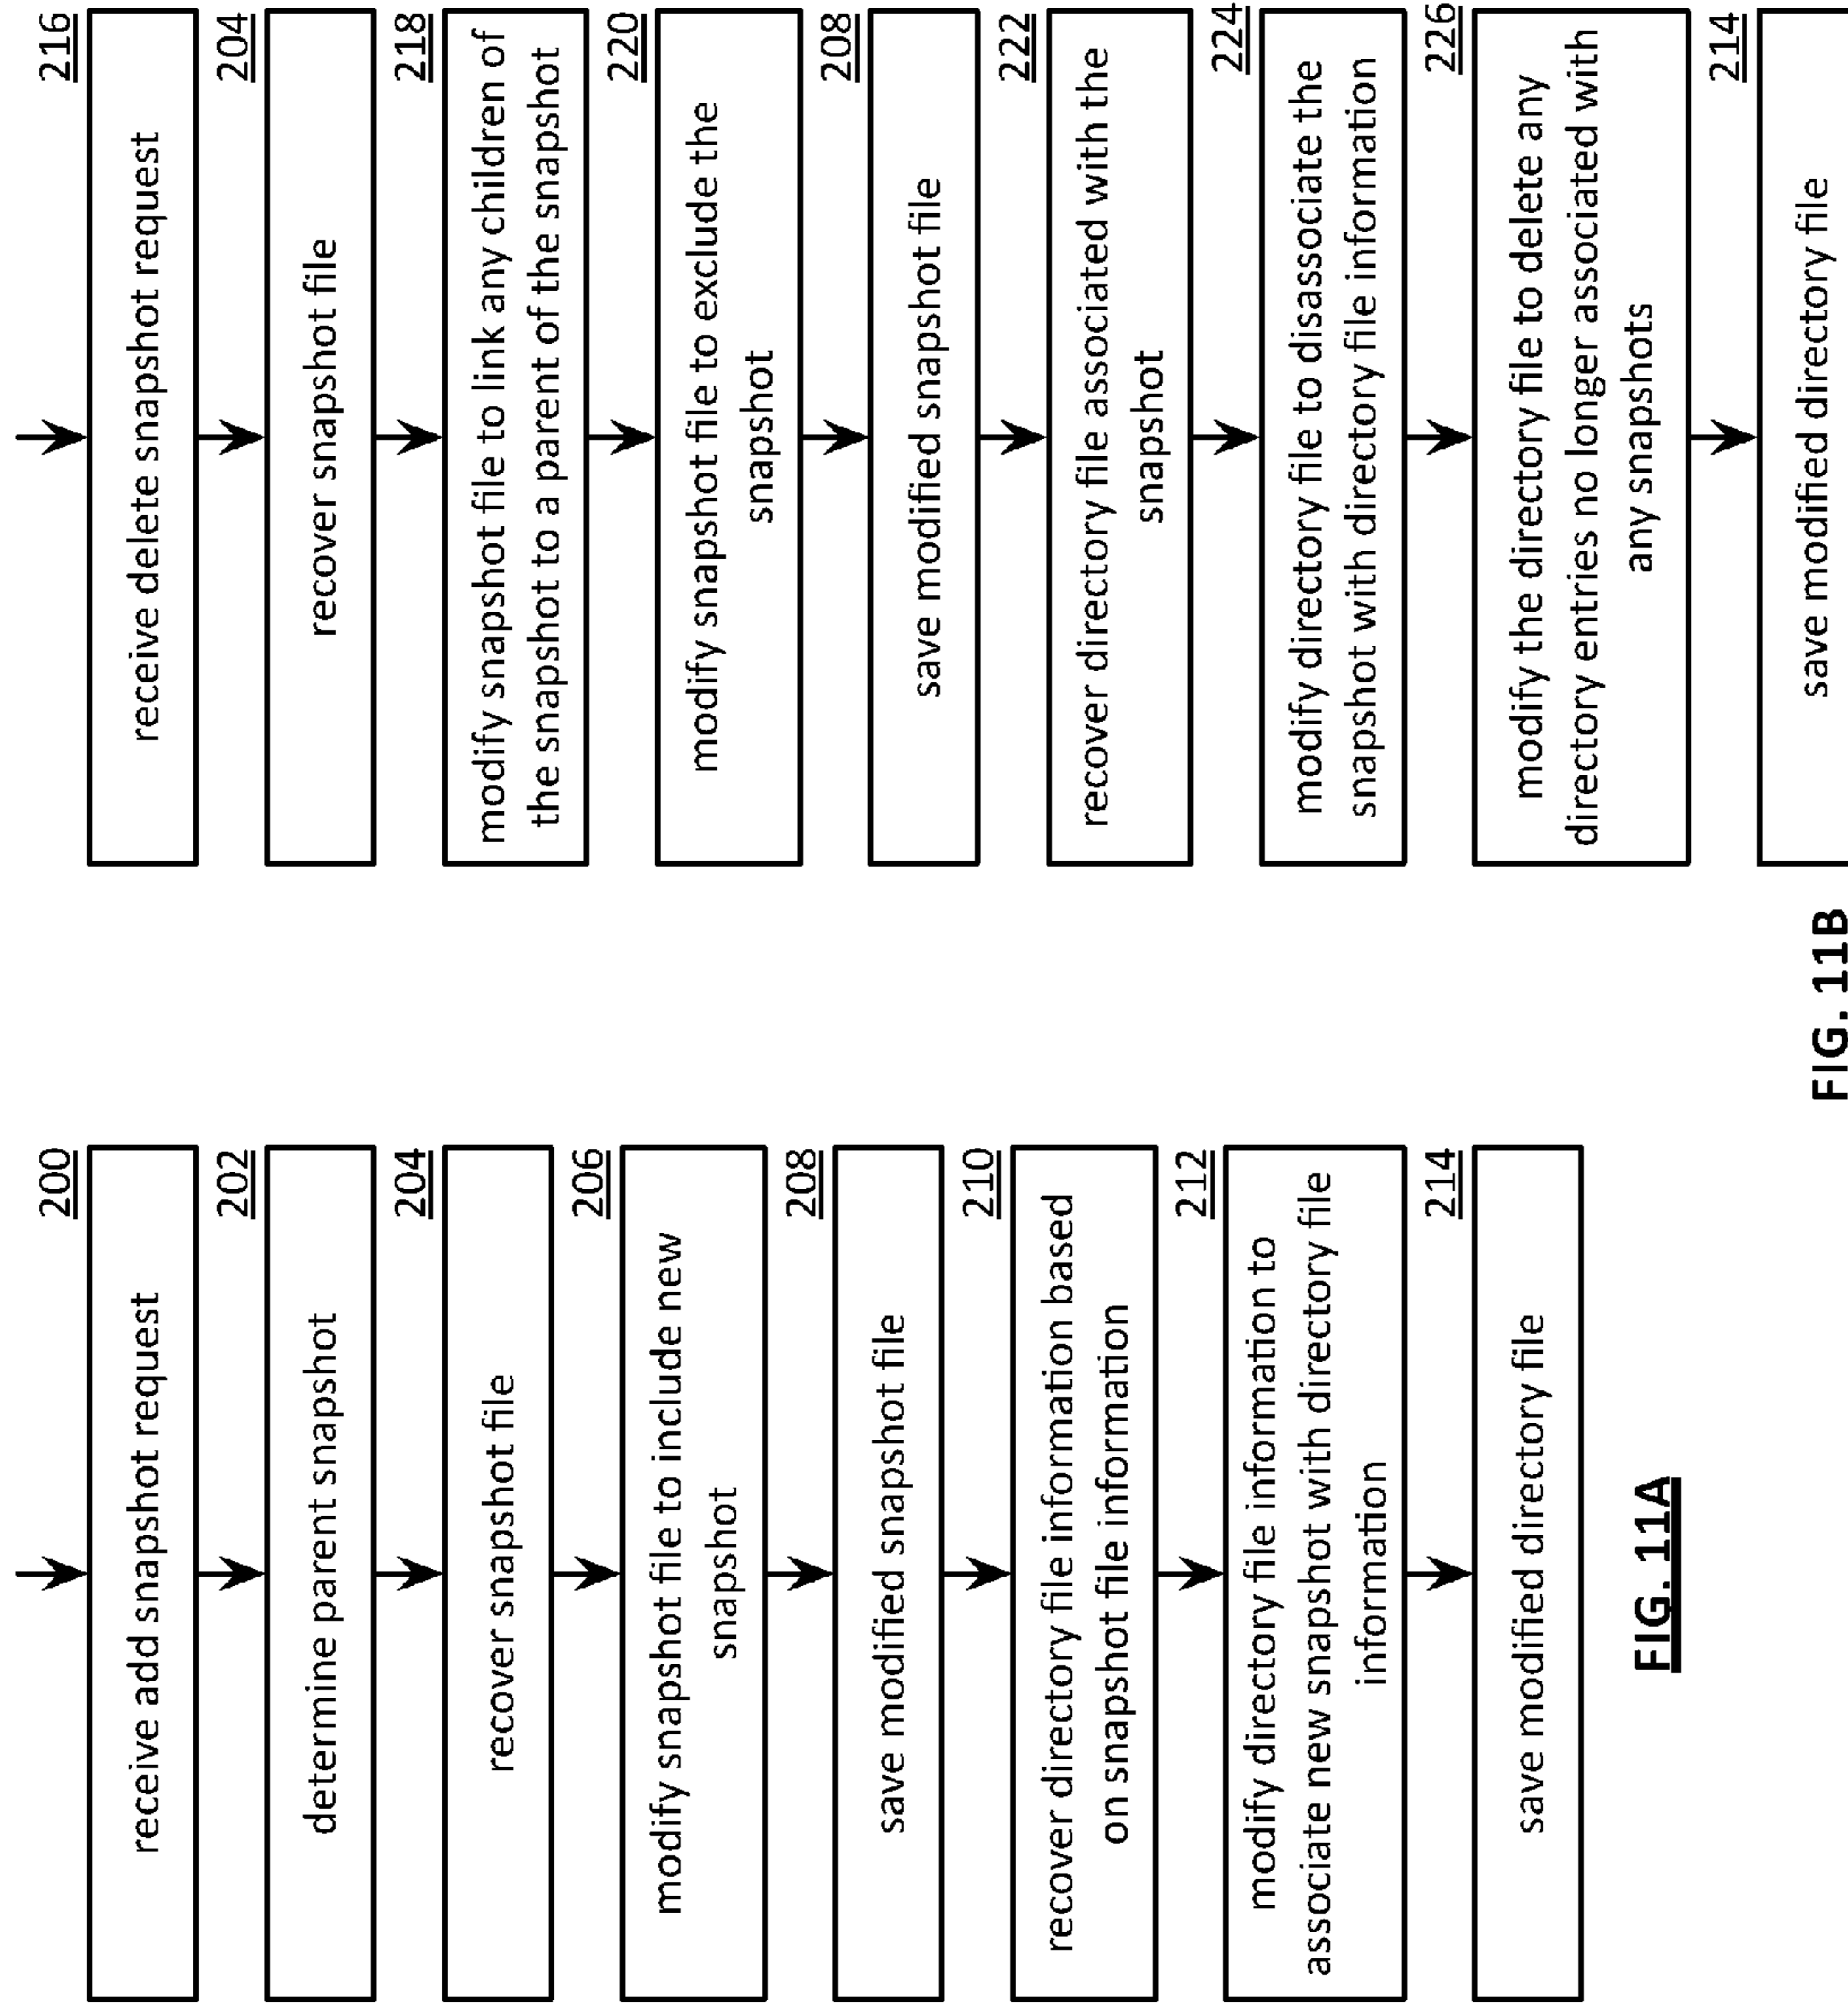 200
receive add snapshot request
202
determine parent snapshot
204
recover snapshot file
206
modify snapshot file to include new
snapshot
208
save modified snapshot file
210
recover directory file information based
on snapshot file information
212
modify directory file information to
associate new snapshot with directory file
information
214
save modified directory file
FIG. 11A
216
receive delete snapshot request
204
recover snapshot file
218
modify snapshot file to link any children of
the snapshot to a parent of the snapshot
220
modify snapshot file to exclude the
snapshot
208
save modified snapshot file
222
recover directory file associated with the
snapshot
224
modify directory file to disassociate the
snapshot with directory file information
226
modify the directory file to delete any
directory entries no longer associated with
any snapshots
214
save modified directory file
FIG. 11B